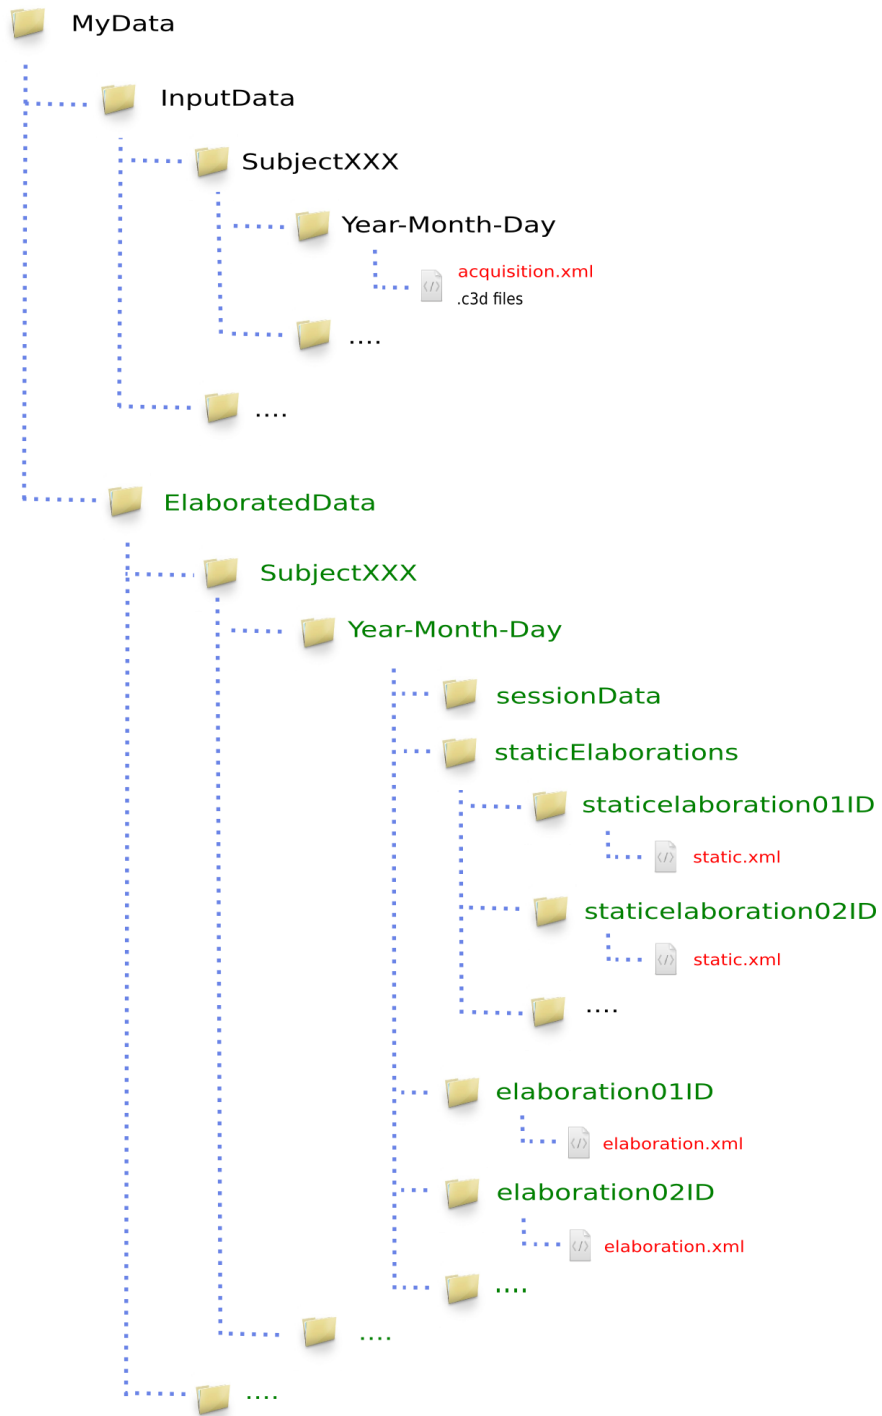 MyData
InputData
SubjectXXX
Year-Month-Day
acquisition.xml
.c3d files
....
....
ElaboratedData
SubjectXXX
Year-Month-Day
sessionData
staticElaborations
staticelaboration01ID
static.xml
staticelaboration02ID
static.xml
....
elaboration01ID
elaboration.xml
elaboration02ID
elaboration.xml
....
....
....